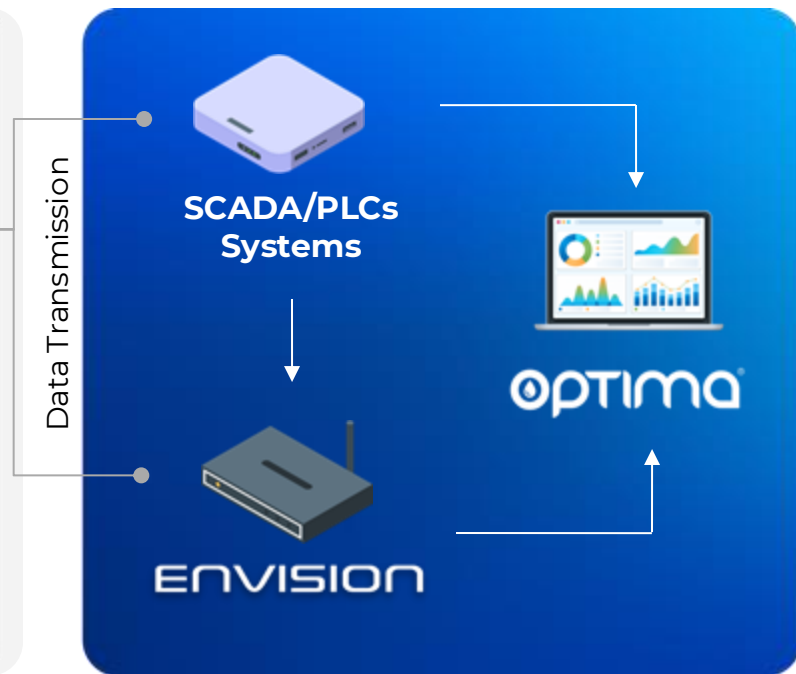 Data Transmission
SCADA/PLCs
Systems
OPTIMA®
ENVISION